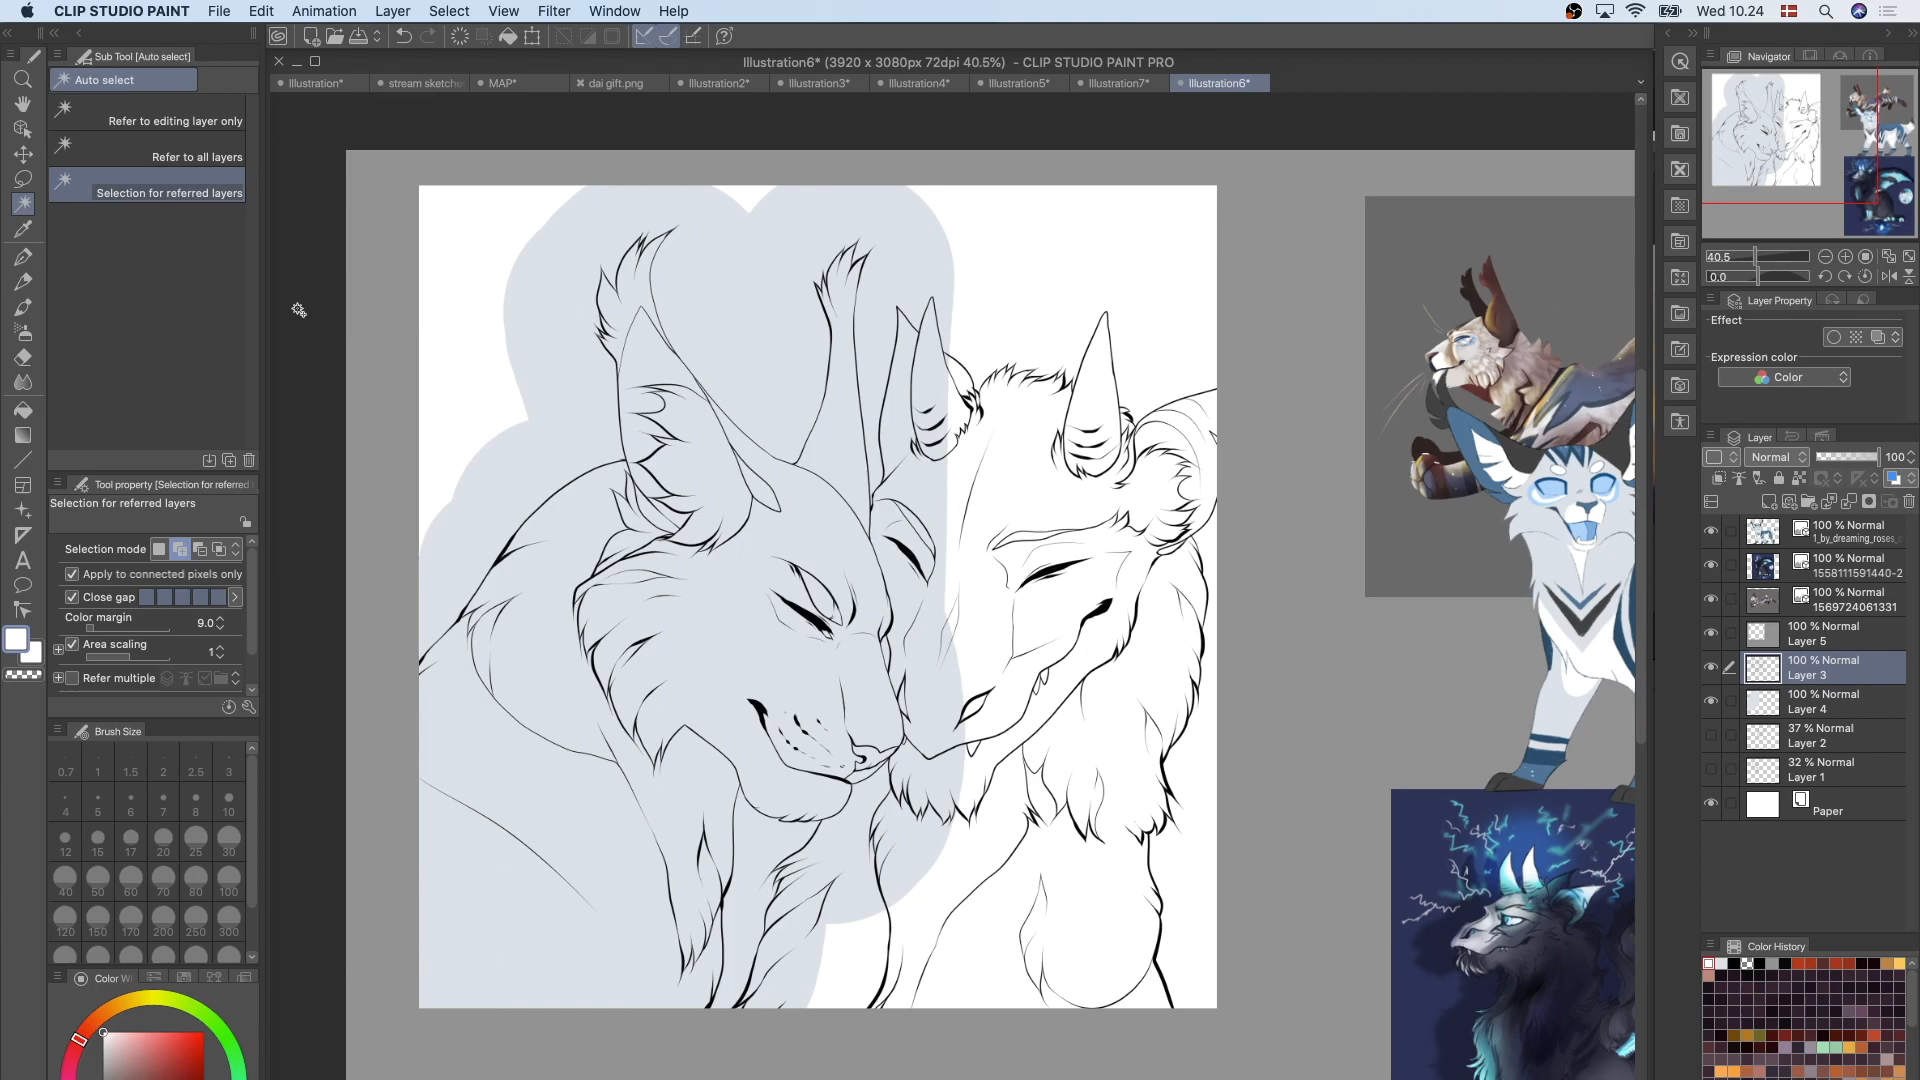 CLIP STUDIO PAINT File Edit Animation Layer Select View Filter Window Help Wed 10.24
Sub Tool [Auto select]
Auto select
Refer to editing layer only
Refer to all layers
Selection for referred layers
Illustration6* (3920 x 3080px 72dpi 40.5%) - CLIP STUDIO PAINT PRO
Illustration* stream sketche MAP* dai gift.png Illustration2* Illustration3* Illustration4* Illustration5* Illustration7* Illustration6*
Navigator
40.5
0.0
Layer Property
Effect
Expression color
Color
Layer
Normal 100
100 % Normal
1_by_dreaming_roses_
100 % Normal
1558111591440-2
100 % Normal
1569724061331
100 % Normal
Layer 5
100 % Normal
Layer 3
100 % Normal
Layer 4
37 % Normal
Layer 2
32 % Normal
Layer 1
Paper
Color History
Tool property [Selection for referred
Selection for referred layers
Selection mode
Apply to connected pixels only
Close gap
Color margin
9.0
Area scaling
1
Refer multiple
Brush Size
0.7 1 1.5 2 2.5 3
4 5 6 7 8 10
12 15 17 20 25 30
40 50 60 70 80 100
120 150 170 200 250 300
Color W